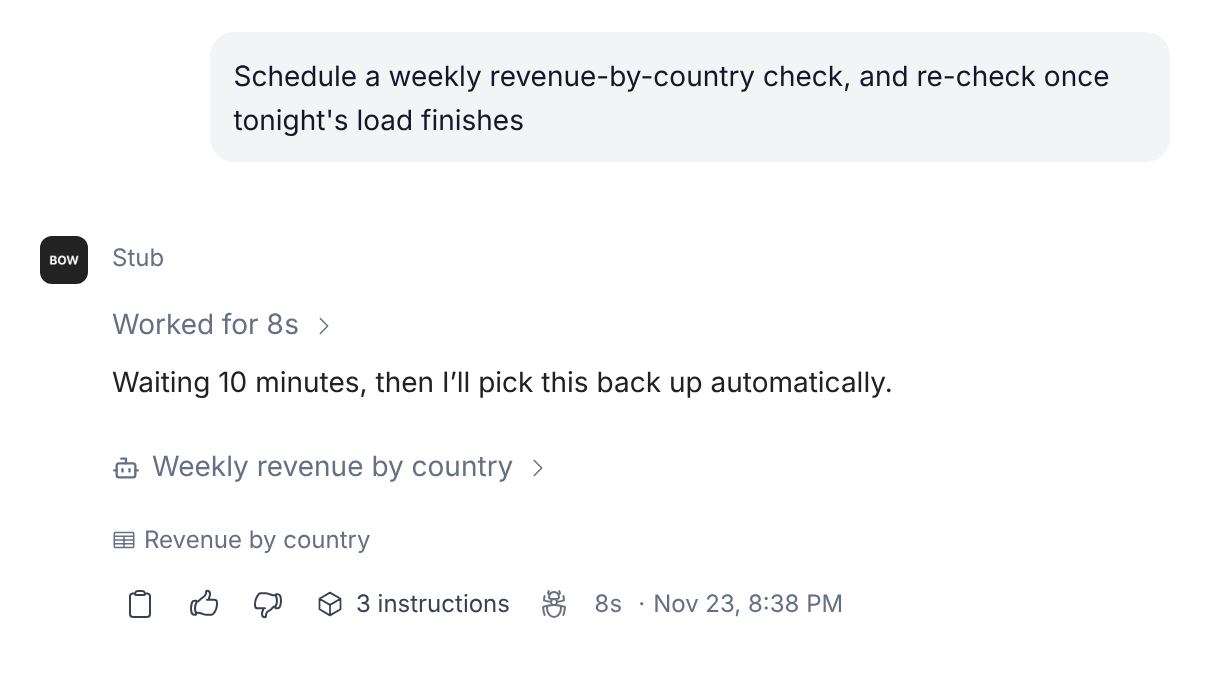 Schedule a weekly revenue-by-country check, and re-check once
tonight's load finishes
BOW
Stub
Worked for 8s
Waiting 10 minutes, then I’ll pick this back up automatically.
Weekly revenue by country
Revenue by country
3 instructions 8s · Nov 23, 8:38 PM